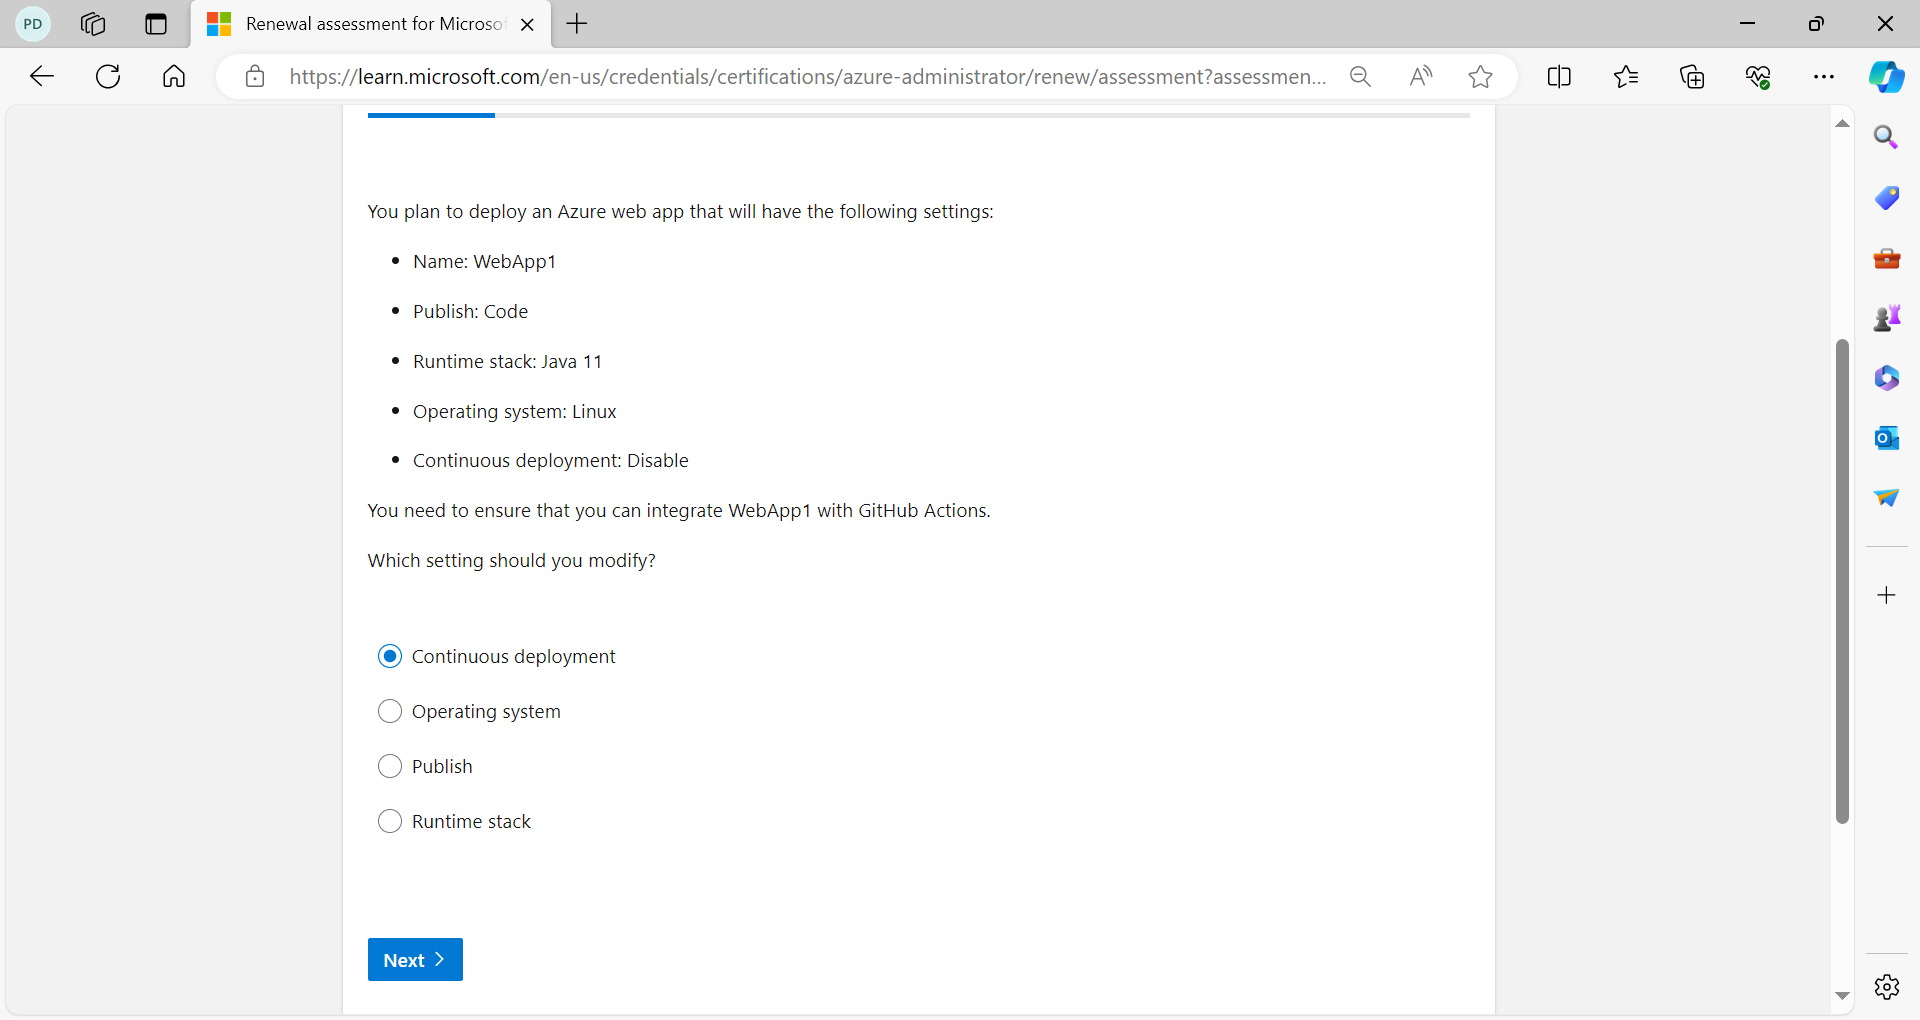 PD
Renewal assessment for Microsof
https://learn.microsoft.com/en-us/credentials/certifications/azure-administrator/renew/assessment?assessmen...
You plan to deploy an Azure web app that will have the following settings:
• Name: WebApp1
• Publish: Code
• Runtime stack: Java 11
• Operating system: Linux
• Continuous deployment: Disable
You need to ensure that you can integrate WebApp1 with GitHub Actions.
Which setting should you modify?
Continuous deployment
Operating system
Publish
Runtime stack
Next